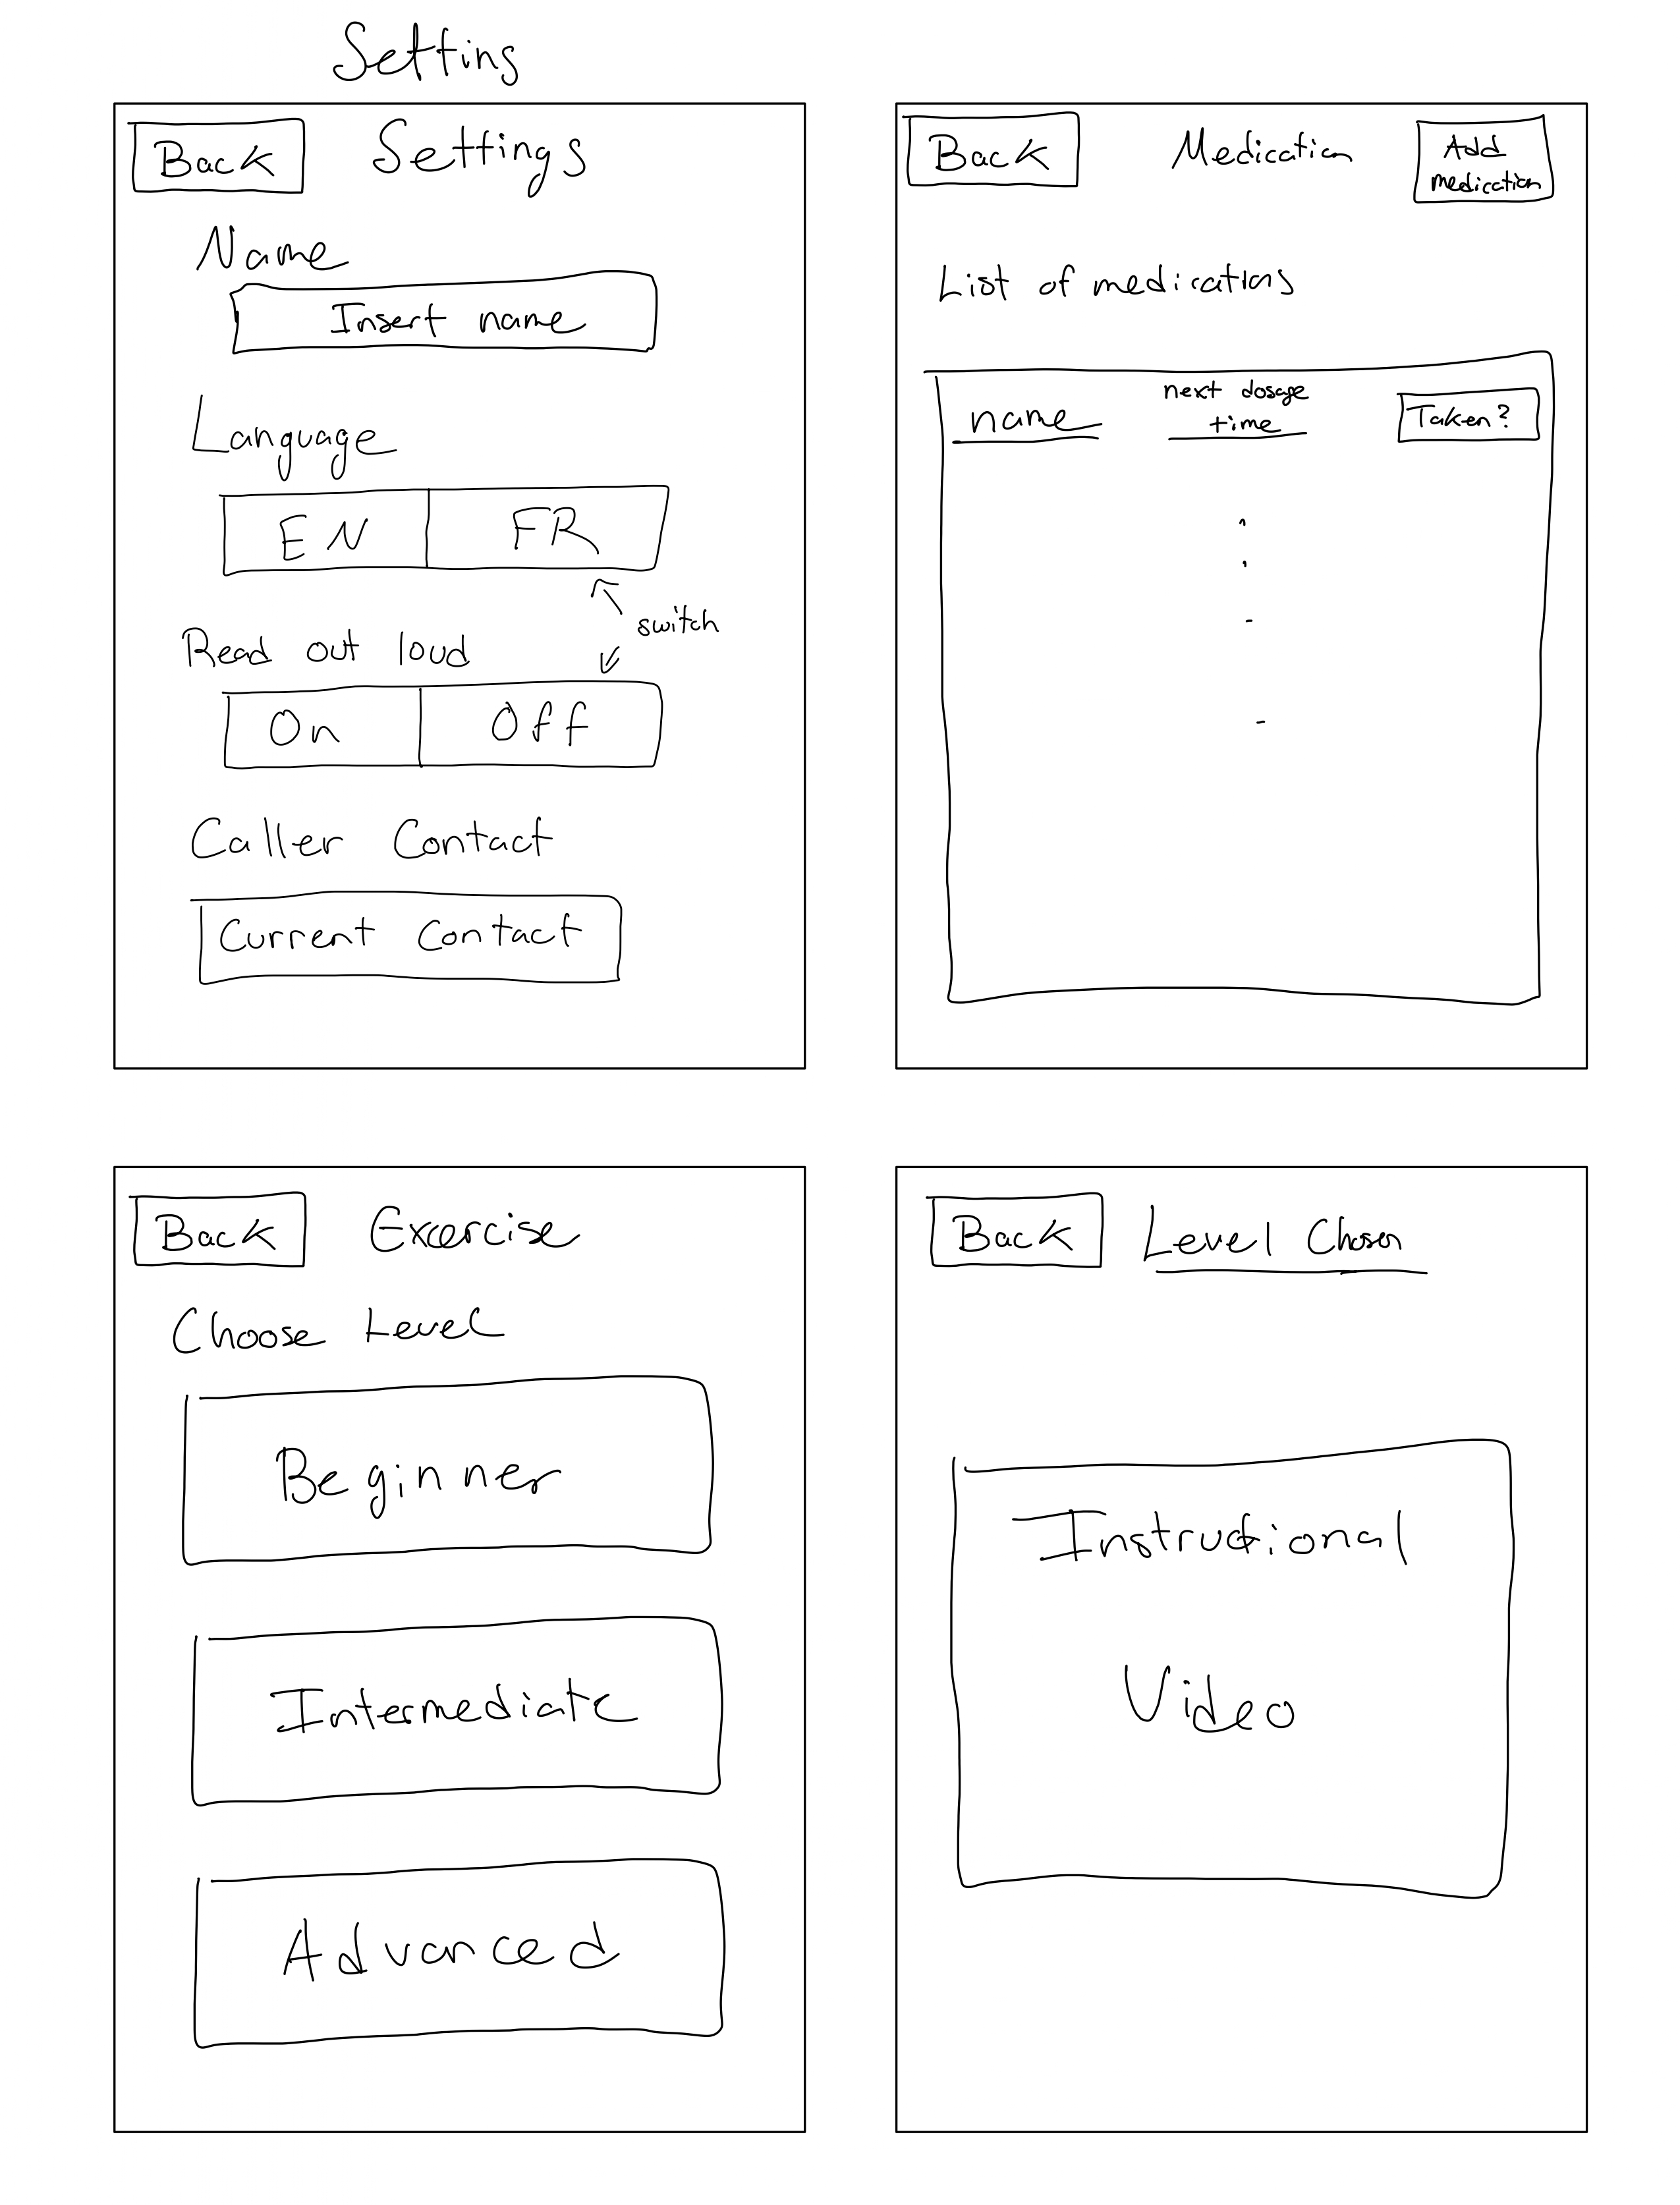 Setting
Back Settings
Name
Insert name
Language
EN FR
switch
Read out loud
On Off
Caller Contact
Current Contact
Back Medication Add
medication
List of medications
name next dosage
time Taken?
Back Excercise
Choose Level
Beginner
Intermediate
Advanced
Back Level Chosen
Instructional
Video